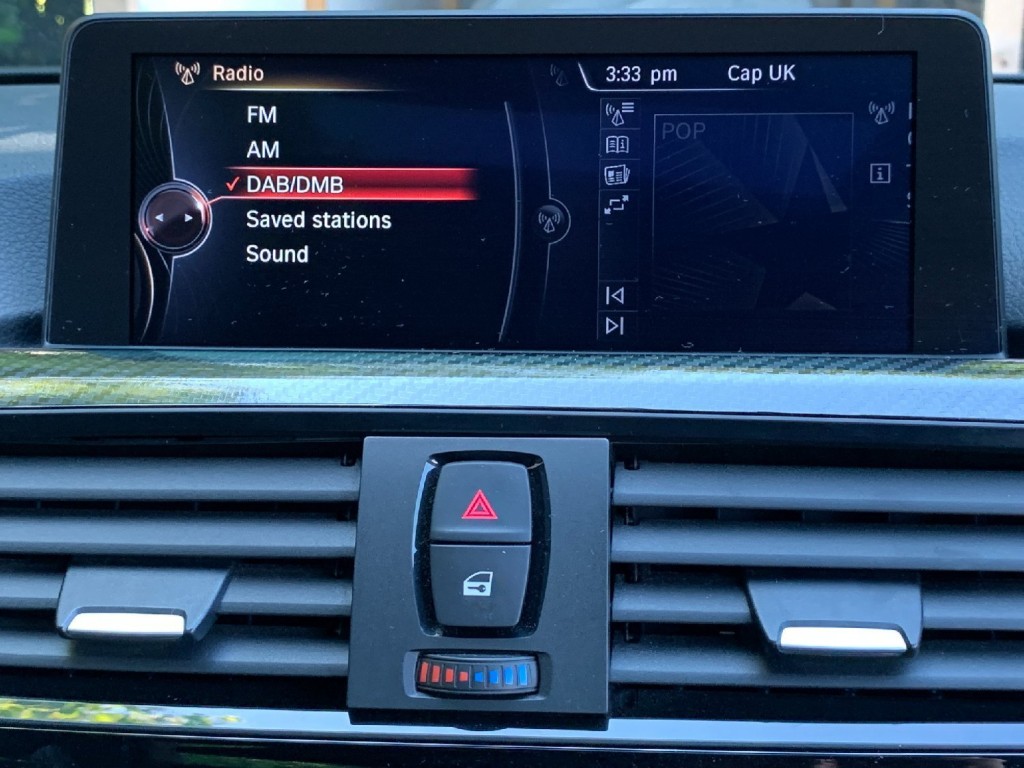 Radio
3:33 pm
Cap UK
FM
AM
DAB/DMB
Saved stations
Sound
POP